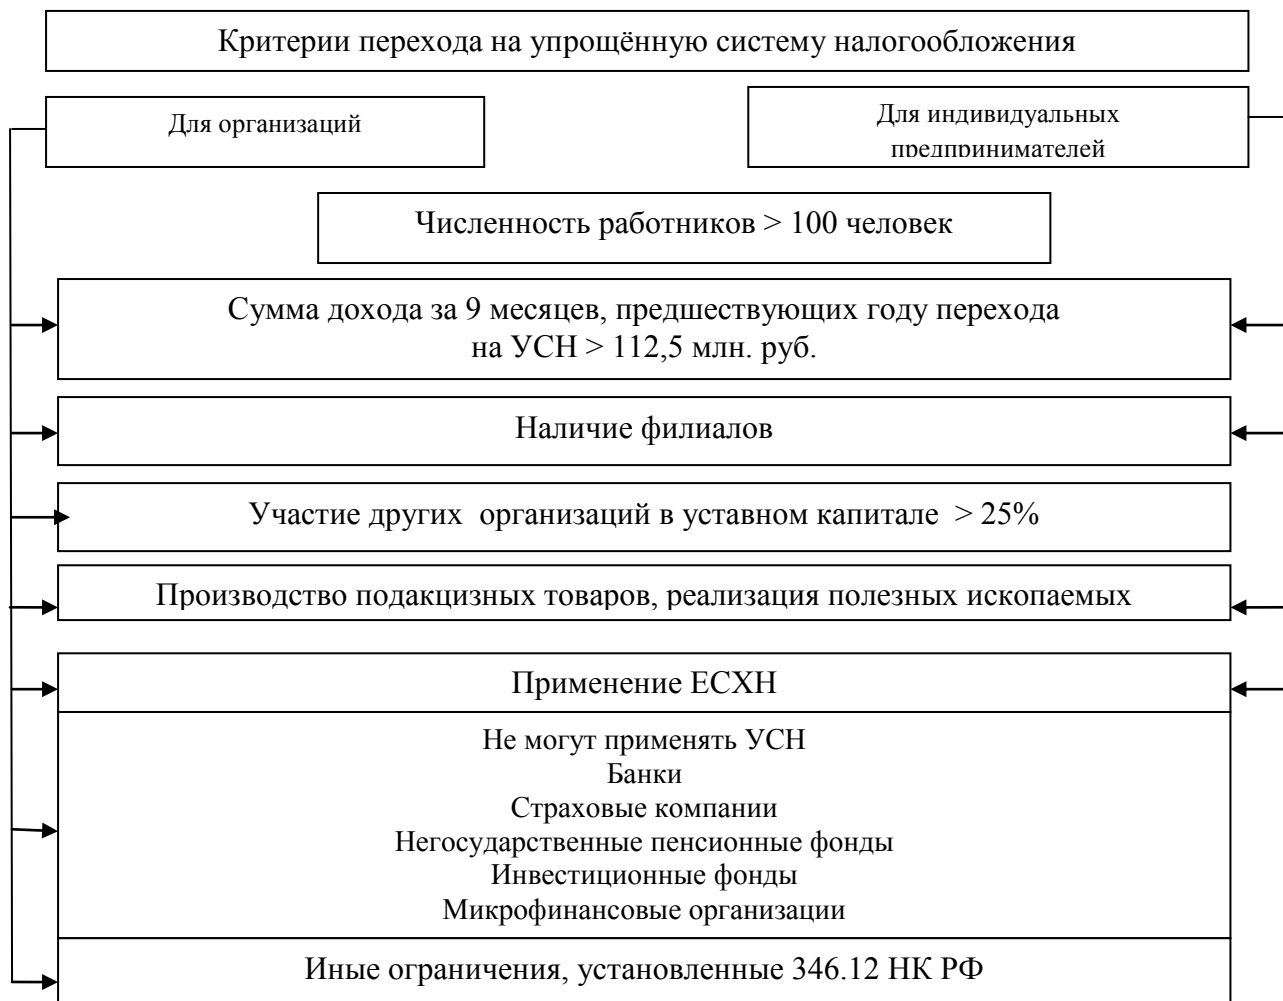 Критерии перехода на упрощённую систему налогообложения
Для организаций
Для индивидуальных
предпринимателей
Численность работников > 100 человек
Сумма дохода за 9 месяцев, предшествующих году перехода
на УСН > 112,5 млн. руб.
Наличие филиалов
Участие других организаций в уставном капитале > 25%
Производство подакцизных товаров, реализация полезных ископаемых
Применение ЕСХН
Не могут применять УСН
Банки
Страховые компании
Негосударственные пенсионные фонды
Инвестиционные фонды
Микрофинансовые организации
Иные ограничения, установленные 346.12 НК РФ